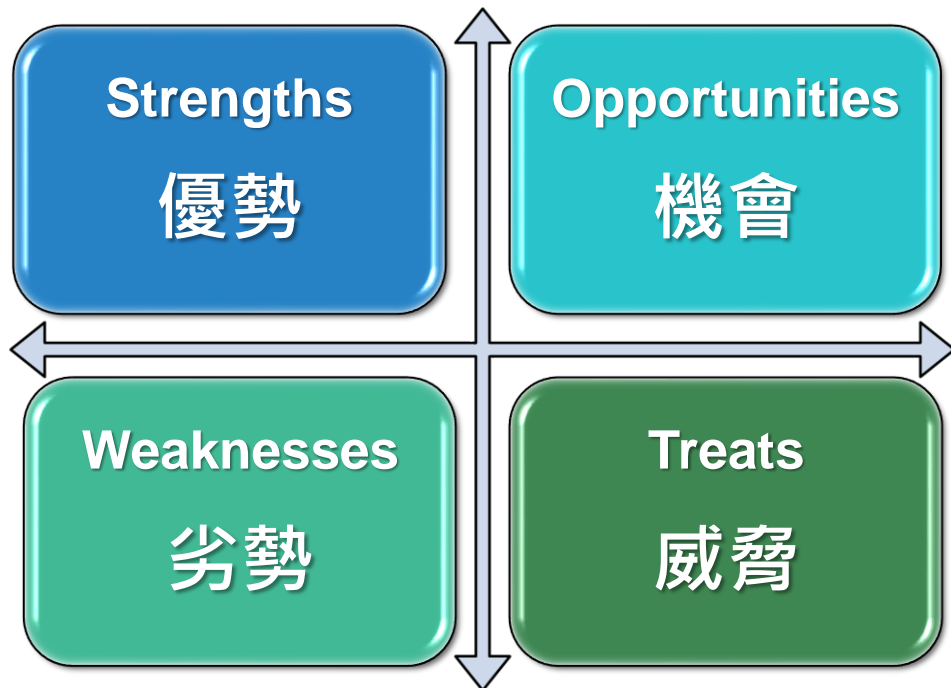 Strengths
優勢
Opportunities
機會
Weaknesses
劣勢
Treats
威脅